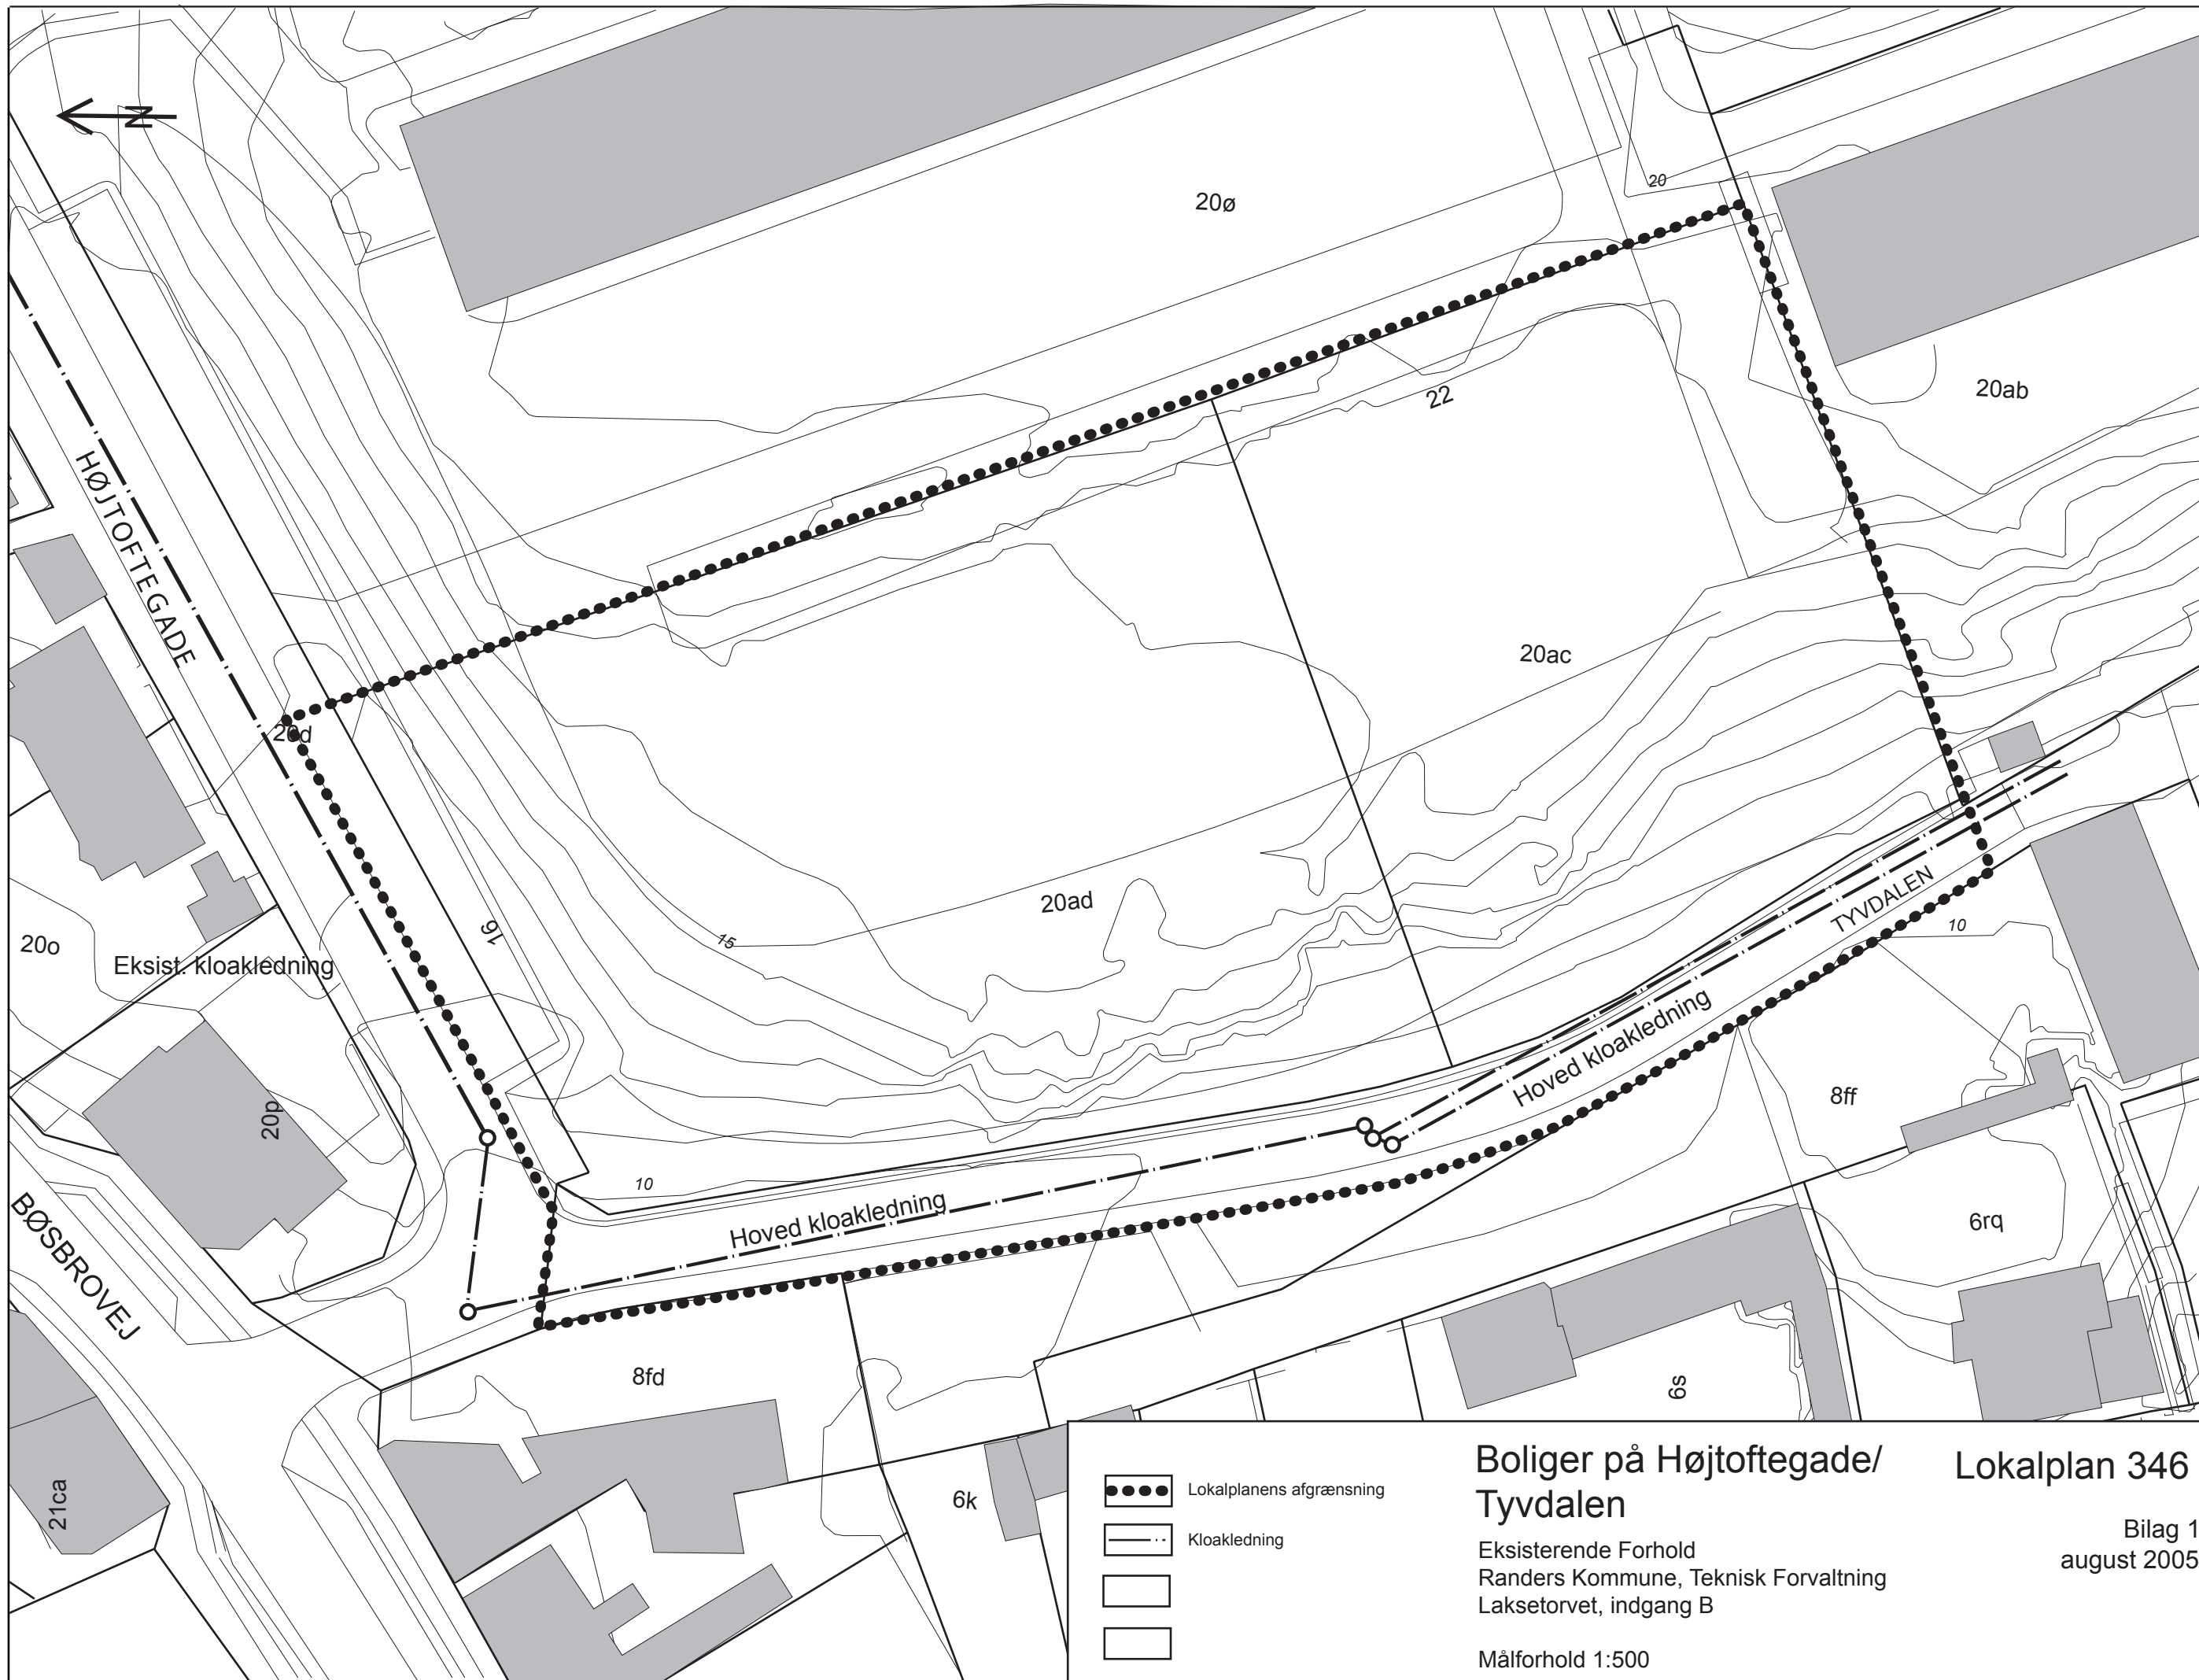 N
20ø
20
20ab
22
HØJTOFTEGADE
20ac
20d
20ad
16
15
20o
Eksist. kloakledning
TYVDALEN
10
Hoved kloakledning
8ff
20p
10
Hoved kloakledning
6rq
BØSBROVEJ
8fd
6s
21ca
6k
Lokalplanens afgrænsning
Kloakledning
Boliger på Højtoftegade/
Tyvdalen
Eksisterende Forhold
Randers Kommune, Teknisk Forvaltning
Laksetorvet, indgang B
Målforhold 1:500
Lokalplan 346
Bilag 1
august 2005